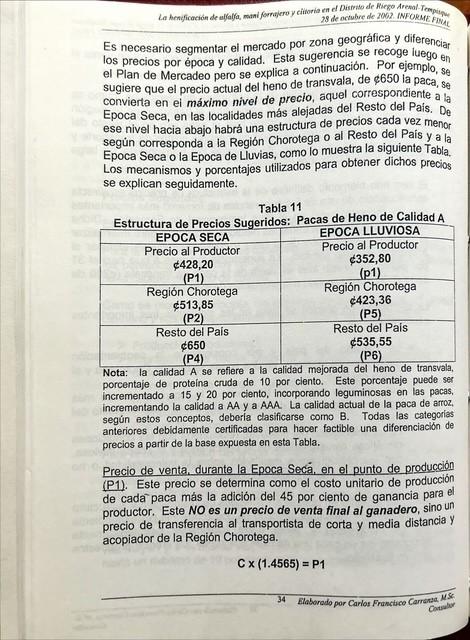 La henificación de alfalfa, maní forrajero y clitoria en el Distrito de Riego Arenal-Tempisque
28 de octubre de 2002. INFORME FINAL
Es necesario segmentar el mercado por zona geográfica y diferenciar
los precios por época y calidad. Esta sugerencia se recoge luego en
el Plan de Mercadeo pero se explica a continuación. Por ejemplo, se
sugiere que el precio actual del heno de transvala, de ¢650 la paca, se
convierta en el máximo nivel de precio, aquel correspondiente a la
Epoca Seca, en las localidades más alejadas del Resto del País. De
ese nivel hacia abajo habrá una estructura de precios cada vez menor
según corresponda a la Región Chorotega o al Resto del País y a la
Epoca Seca o la Epoca de Lluvias, como lo muestra la siguiente Tabla.
Los mecanismos y porcentajes utilizados para obtener dichos precios
se explican seguidamente.
Tabla 11
Estructura de Precios Sugeridos: Pacas de Heno de Calidad A
EPOCA SECA EPOCA LLUVIOSA
Precio al Productor Precio al Productor
¢428,20 ¢352,80
(P1) (p1)
Región Chorotega Región Chorotega
¢513,85 ¢423,36
(P2) (P5)
Resto del País Resto del País
¢650 ¢535,55
(P4) (P6)
Nota: la calidad A se refiere a la calidad mejorada del heno de transvala,
porcentaje de proteína cruda de 10 por ciento. Este porcentaje puede ser
incrementado a 15 y 20 por ciento, incorporando leguminosas en las pacas,
incrementando la calidad a AA y a AAA. La calidad actual de la paca de arroz,
según estos conceptos, debería clasificarse como B. Todas las categorías
anteriores debidamente certificadas para hacer factible una diferenciación de
precios a partir de la base expuesta en esta Tabla.
Precio de venta, durante la Epoca Seca, en el punto de producción
(P1). Este precio se determina como el costo unitario de producción
de cada paca más la adición del 45 por ciento de ganancia para el
productor. Este NO es un precio de venta final al ganadero, sino un
precio de transferencia al transportista de corta y media distancia y
acopiador de la Región Chorotega.
C x (1.4565) = P1
34 Elaborado por Carlos Francisco Carranza, M.Sc.
Consultor